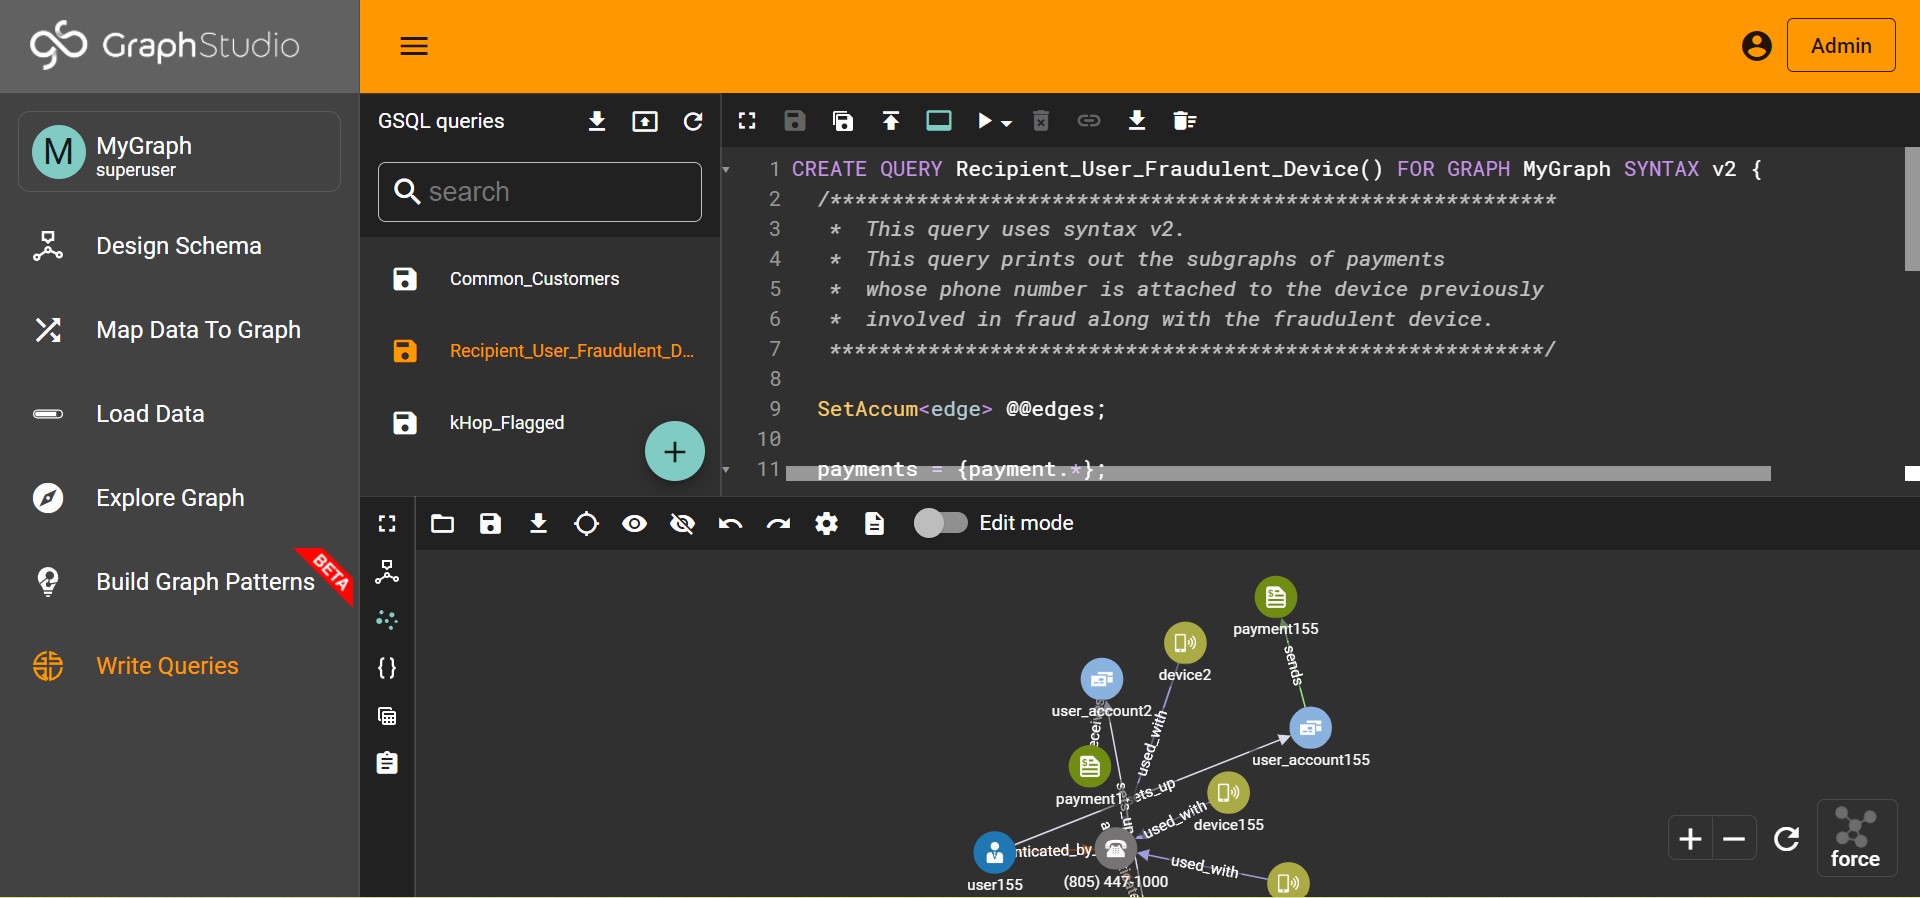 GraphStudio
Admin
M
MyGraph
superuser
Design Schema
Map Data To Graph
Load Data
Explore Graph
Build Graph Patterns
BETA
Write Queries
GSQL queries
search
Common_Customers
Recipient_User_Fraudulent_D...
kHop_Flagged
1 CREATE QUERY Recipient_User_Fraudulent_Device() FOR GRAPH MyGraph SYNTAX v2 {
2 /***********************************************************
3 * This query uses syntax v2.
4 * This query prints out the subgraphs of payments
5 * whose phone number is attached to the device previously
6 * involved in fraud along with the fraudulent device.
7 **********************************************************/
8
9 SetAccum<edge> @@edges;
10
11 payments = {payment.*};
Edit mode
payment155
sends
device2
user_account2
used_with
user_account155
payment1
sets_up
used_with
device155
user155
(805) 447-1000
used_with
force